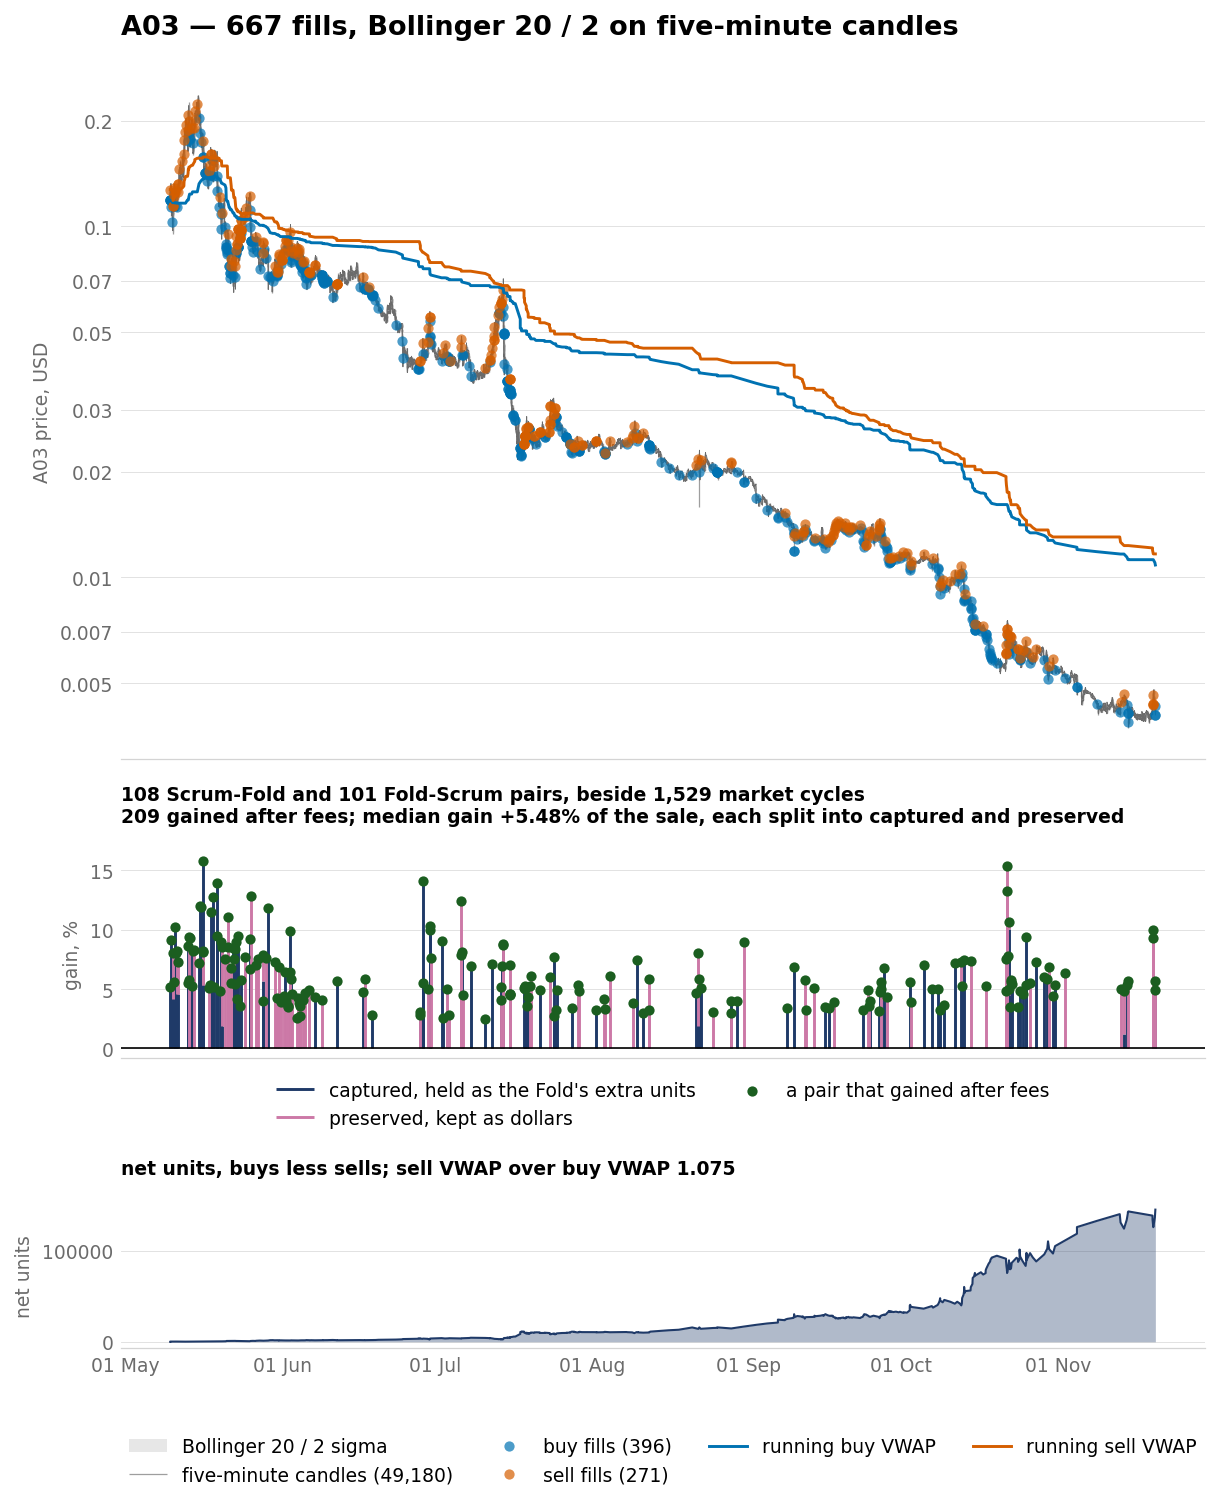 A03 — 667 fills, Bollinger 20 / 2 on five-minute candles
0.2
0.1
0.07
0.05
0.03
0.02
0.01
0.007
0.005
A03 price, USD
108 Scrum-Fold and 101 Fold-Scrum pairs, beside 1,529 market cycles
209 gained after fees; median gain +5.48% of the sale, each split into captured and preserved
15
10
5
0
gain, %
captured, held as the Fold's extra units
a pair that gained after fees
preserved, kept as dollars
net units, buys less sells; sell VWAP over buy VWAP 1.075
100000
0
net units
01 May
01 Jun
01 Jul
01 Aug
01 Sep
01 Oct
01 Nov
Bollinger 20 / 2 sigma
buy fills (396)
running buy VWAP
running sell VWAP
five-minute candles (49,180)
sell fills (271)